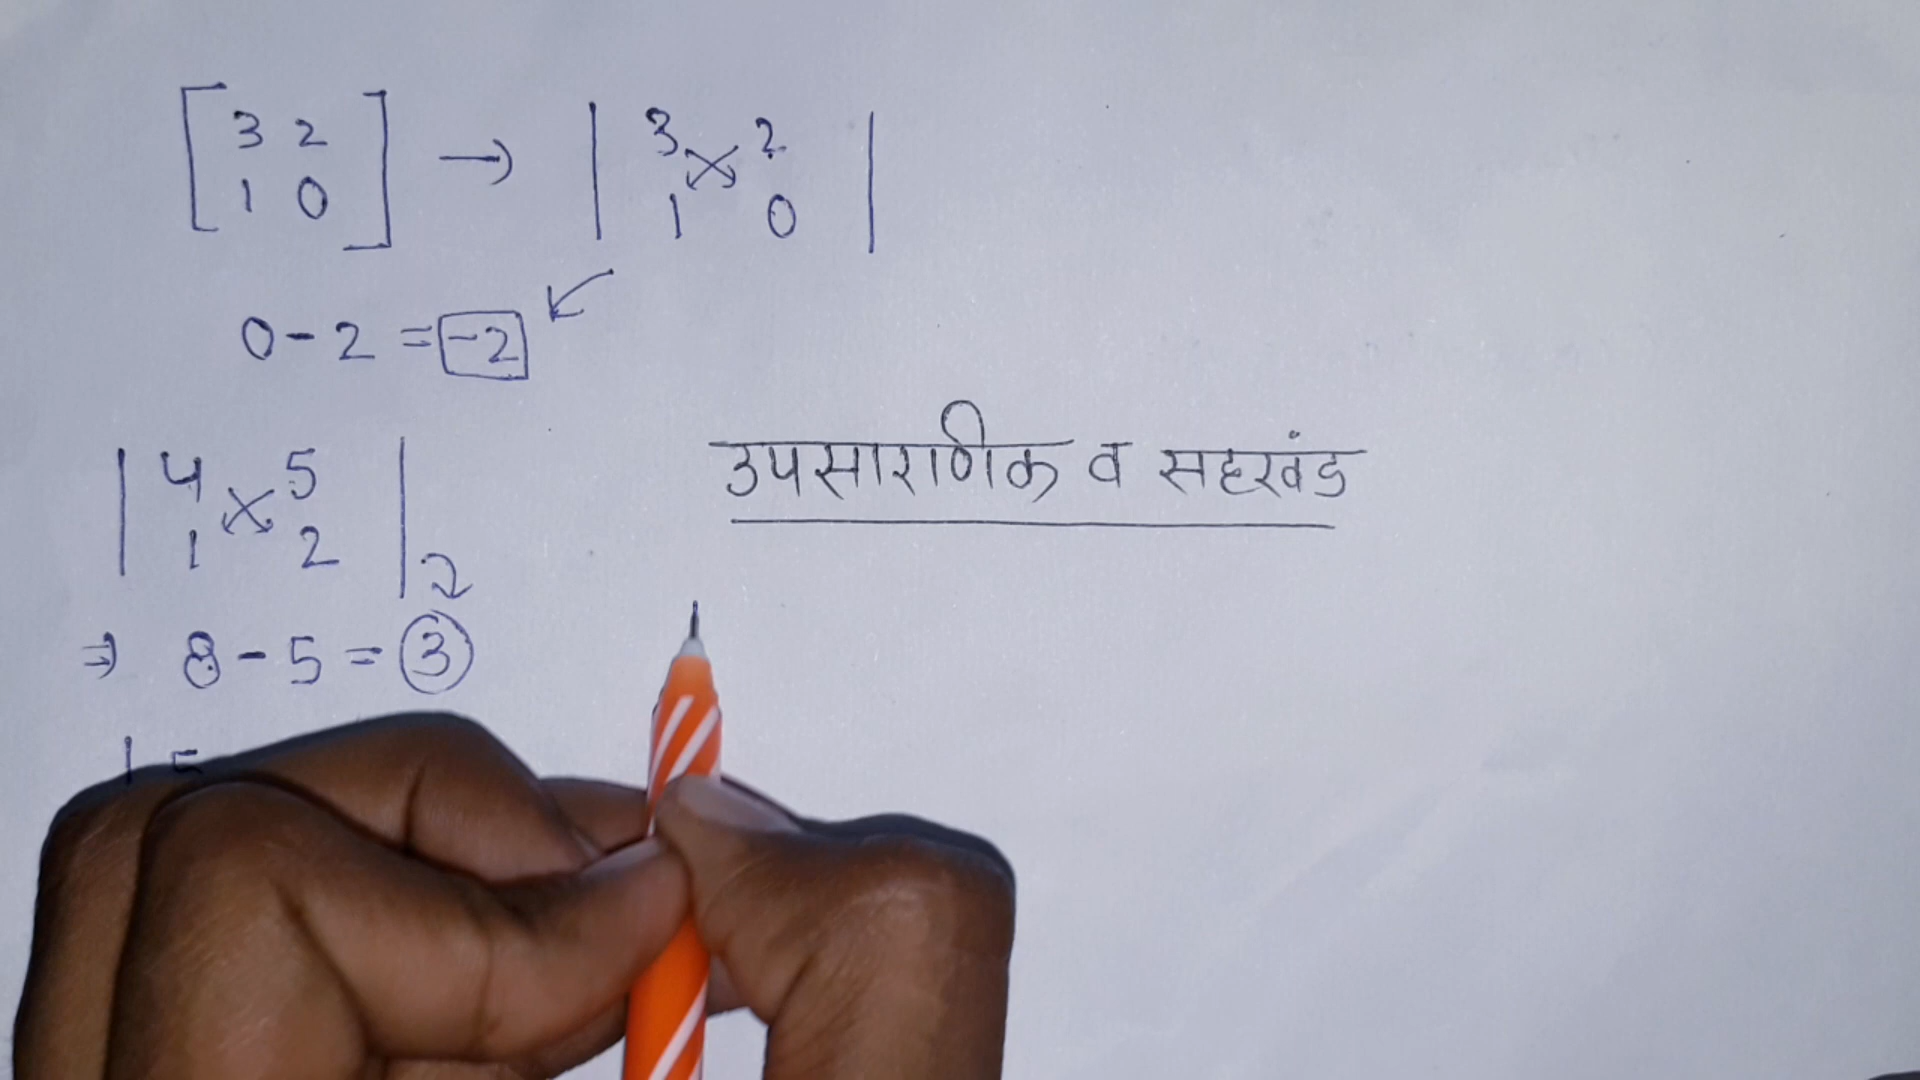 [ 3 2 ] → | 3 2 |
[ 1 0 ] | 1 0 |
0 - 2 = -2
| 4 5 |
| 1 2 | 2
⇒ 8 - 5 = 3
उपसारणीक व सहखंड